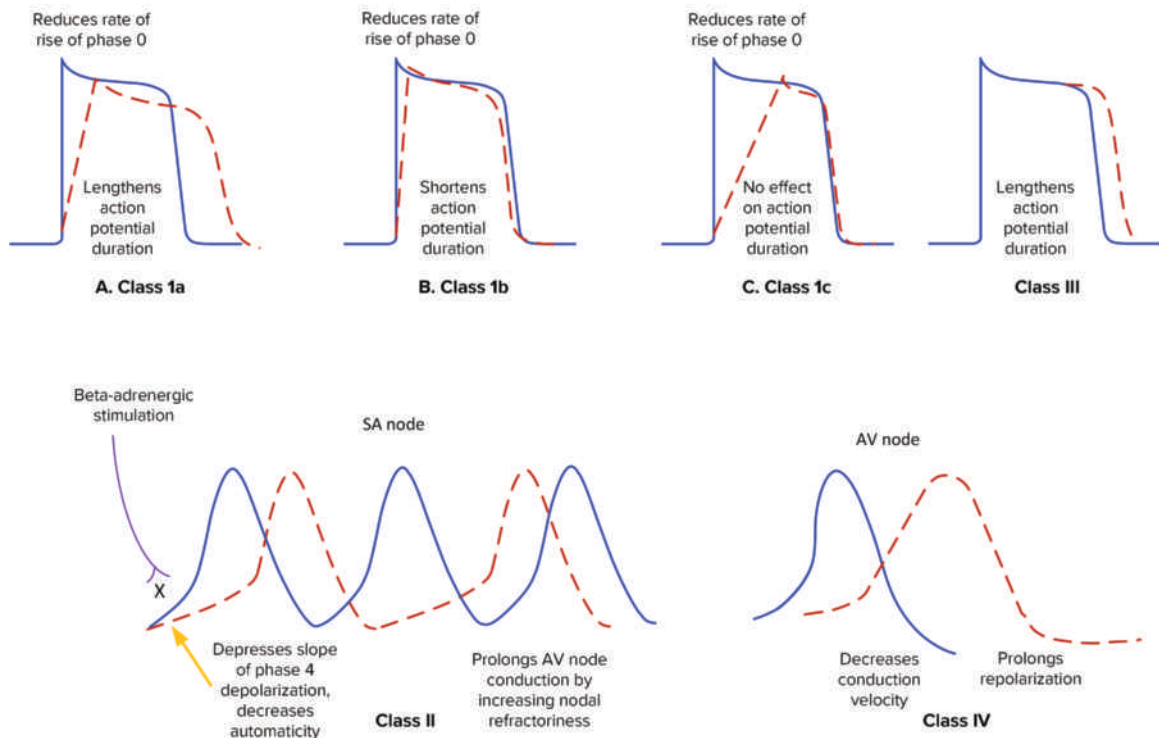 Reduces rate of
rise of phase 0
Lengthens
action
potential
duration
A. Class 1a
Reduces rate of
rise of phase 0
Shortens
action
potential
duration
B. Class 1b
Reduces rate of
rise of phase 0
No effect
on action
potential
duration
C. Class 1c
Lengthens
action
potential
duration
Class III
Beta-adrenergic
stimulation
X
SA node
Depresses slope
of phase 4
depolarization,
decreases
automaticity
Prolongs AV node
conduction by
increasing nodal
refractoriness
Class II
AV node
Decreases
conduction
velocity
Prolongs
repolarization
Class IV